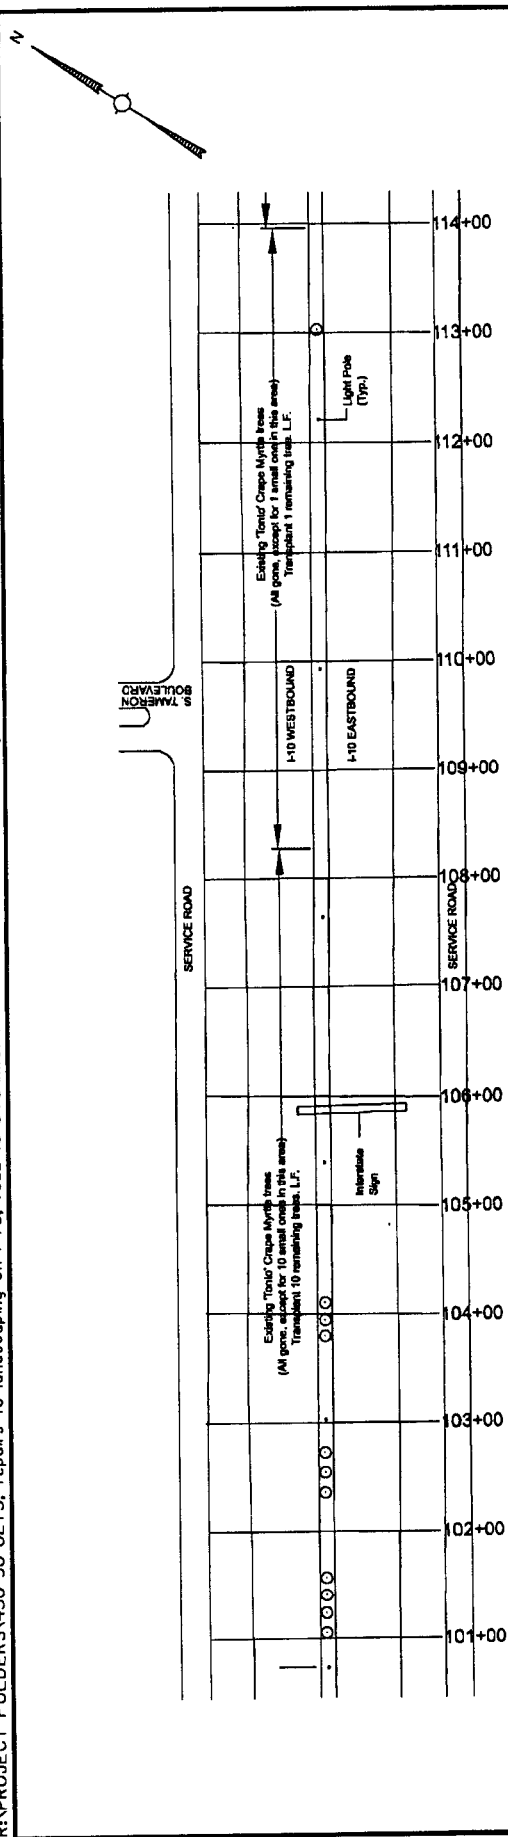 N
114+00
113+00
Light Pole
(Typ.)
112+00
Existing 'Tonto' Crape Myrtle trees
(All gone, except for 1 small one in this area)
Transplant 1 remaining tree. L.F.
111+00
110+00
S. TAMERON
BOULEVARD
I-10 WESTBOUND
I-10 EASTBOUND
109+00
108+00
SERVICE ROAD
SERVICE ROAD
107+00
106+00
Interstate
Sign
105+00
Existing 'Tonto' Crape Myrtle trees
(All gone, except for 10 small ones in this area)
Transplant 10 remaining trees. L.F.
104+00
103+00
102+00
101+00